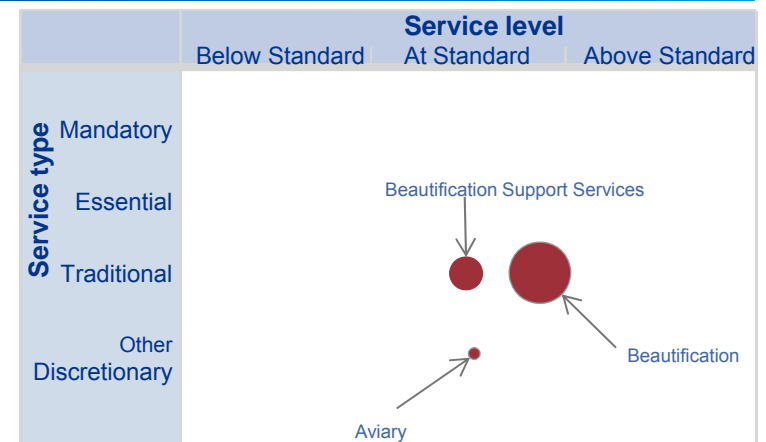 Service level
Below Standard At Standard Above Standard
Service type
Mandatory
Essential
Traditional
Other
Discretionary
Beautification Support Services
Beautification
Aviary